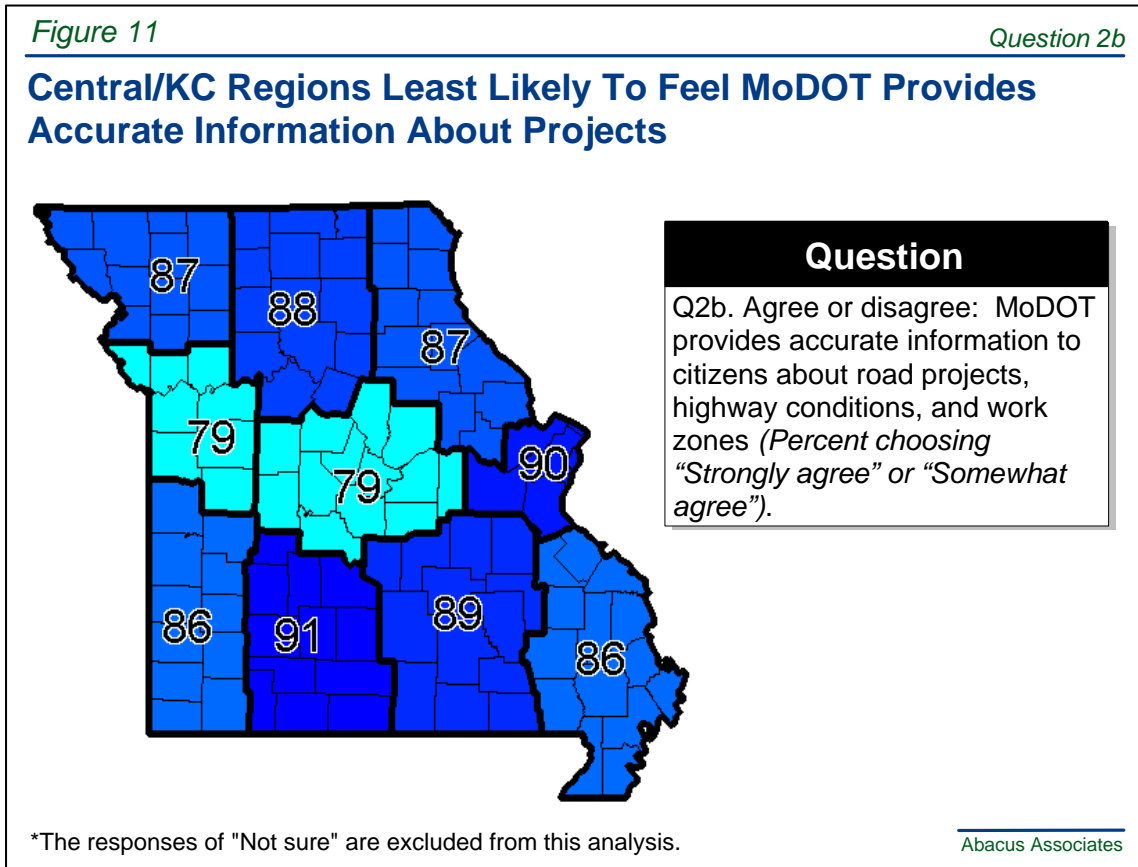 Figure 11
Question 2b
Central/KC Regions Least Likely To Feel MoDOT Provides
Accurate Information About Projects
87
88
87
79
79
90
86
91
89
86
Question
Q2b. Agree or disagree:  MoDOT
provides accurate information to
citizens about road projects,
highway conditions, and work
zones (Percent choosing
“Strongly agree” or “Somewhat
agree”).
*The responses of "Not sure" are excluded from this analysis.
Abacus Associates